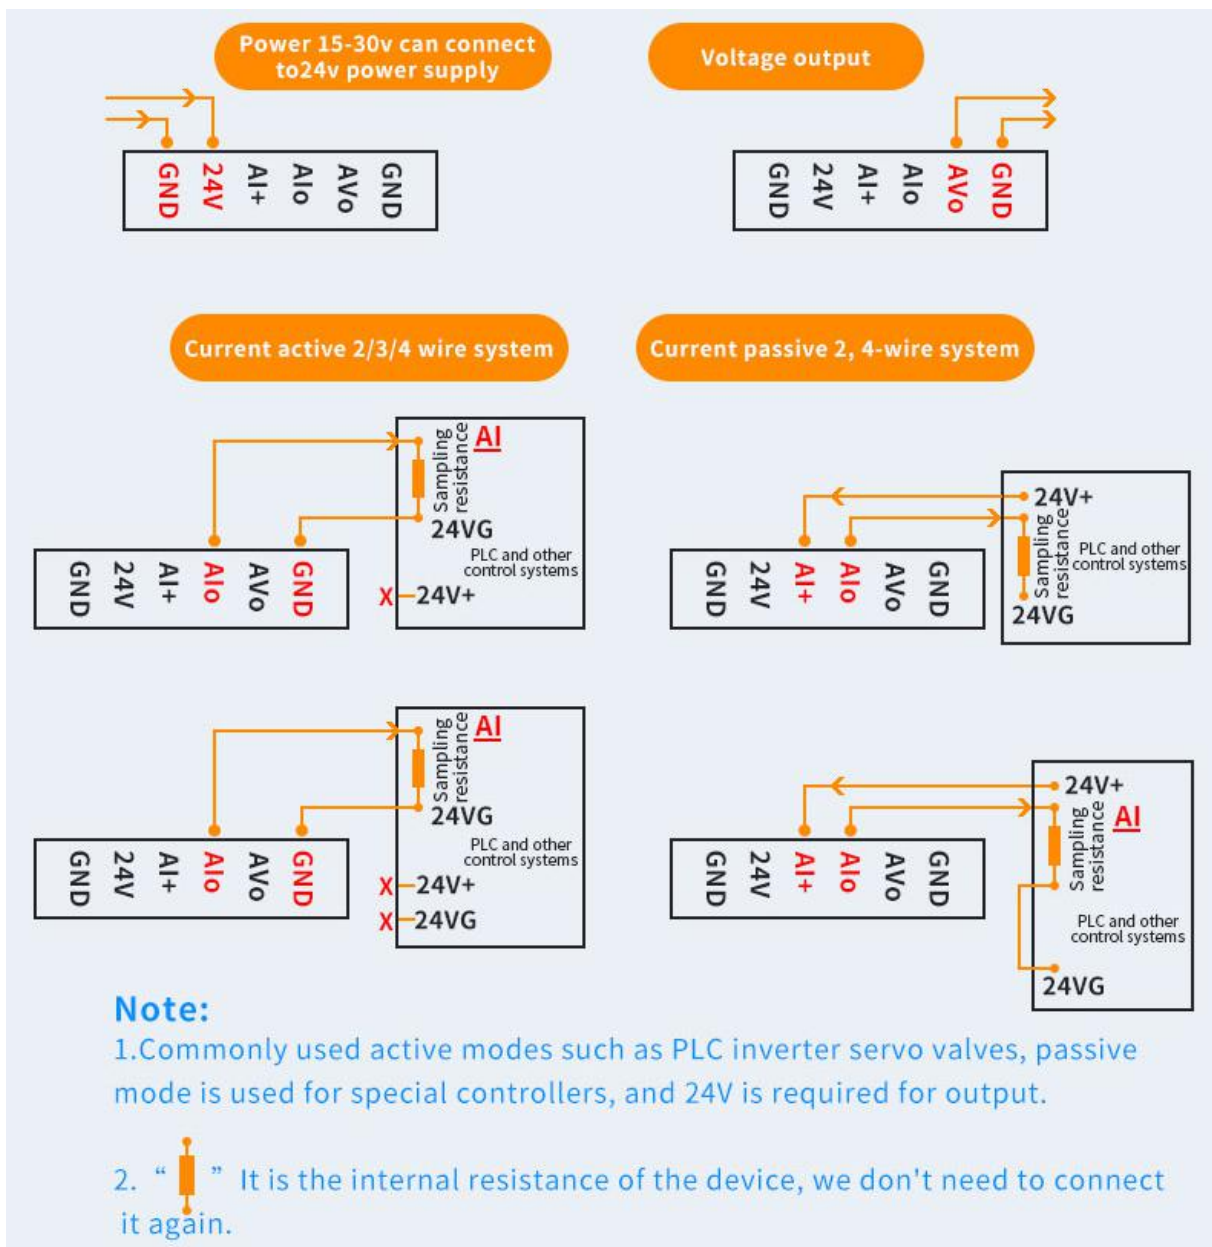 Power 15-30v can connect
to24v power supply
Voltage output
GND 24V AI+ AIo AVo GND
GND 24V AI+ AIo AVo GND
Current active 2/3/4 wire system
Current passive 2, 4-wire system
Sampling
resistance
AI
24VG
PLC and other
control systems
X 24V+
GND 24V AI+ AIo AVo GND
24V+
Sampling
resistance
PLC and other
control systems
24VG
GND 24V AI+ AIo AVo GND
Sampling
resistance
AI
24VG
PLC and other
control systems
X 24V+
X 24VG
GND 24V AI+ AIo AVo GND
24V+
Sampling
resistance
AI
PLC and other
control systems
24VG
GND 24V AI+ AIo AVo GND
Note:
1.Commonly used active modes such as PLC inverter servo valves, passive
mode is used for special controllers, and 24V is required for output.
2. “ ” It is the internal resistance of the device, we don't need to connect
it again.